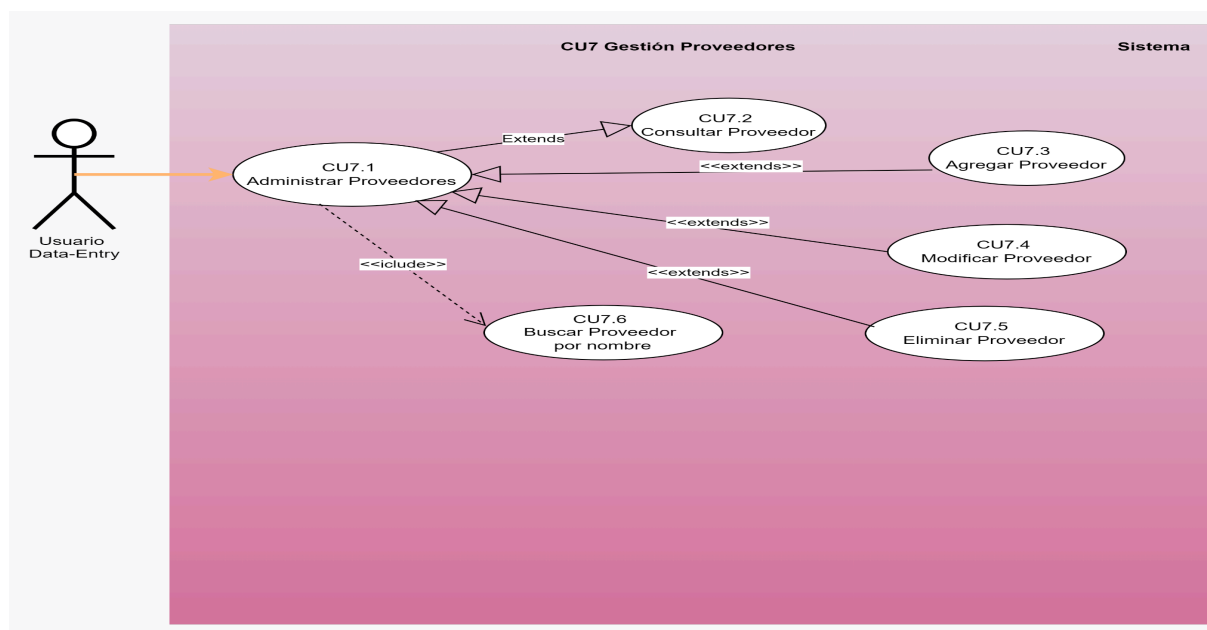 CU7 Gestión Proveedores
Sistema
CU7.2
Consultar Proveedor
Extends
CU7.3
Agregar Proveedor
<<extends>>
CU7.1
Administrar Proveedores
<<extends>>
CU7.4
Modificar Proveedor
Usuario
Data-Entry
<<iclude>>
<<extends>>
CU7.6
Buscar Proveedor
por nombre
CU7.5
Eliminar Proveedor